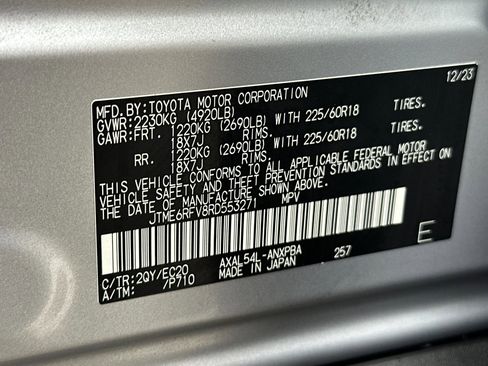 MFD.BY:TOYOTA MOTOR CORPORATION 12/23
GVWR:2230KG (4920LB)
GAWR:FRT. 1220KG (2690LB) WITH 225/60R18 TIRES.
18X7J RIMS.
RR. 1220KG (2690LB) WITH 225/60R18 TIRES.
18X7J RIMS.
THIS VEHICLE CONFORMS TO ALL APPLICABLE FEDERAL MOTOR
VEHICLE SAFETY AND THEFT PREVENTION STANDARDS IN EFFECT
ON THE DATE OF MANUFACTURE SHOWN ABOVE.
JTME6RFV8RD553271 MPV
C/TR:2QY/EC20 AXAL54L-ANXPBA 257 E
A/TM: /P710 MADE IN JAPAN